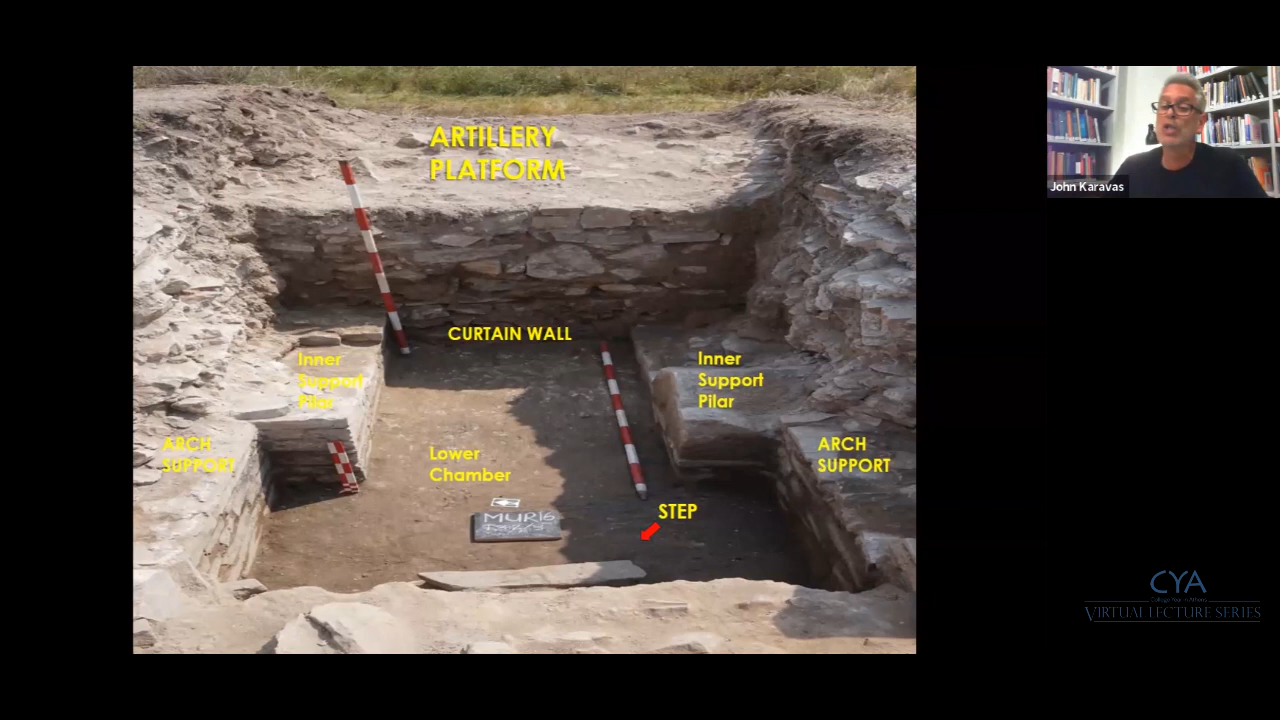 ARTILLERY
PLATFORM
CURTAIN WALL
Inner
Support
Pilar
Inner
Support
Pilar
ARCH
SUPPORT
ARCH
SUPPORT
Lower
Chamber
STEP
MUR16
John Karavas
CYA
VIRTUAL LECTURE SERIES